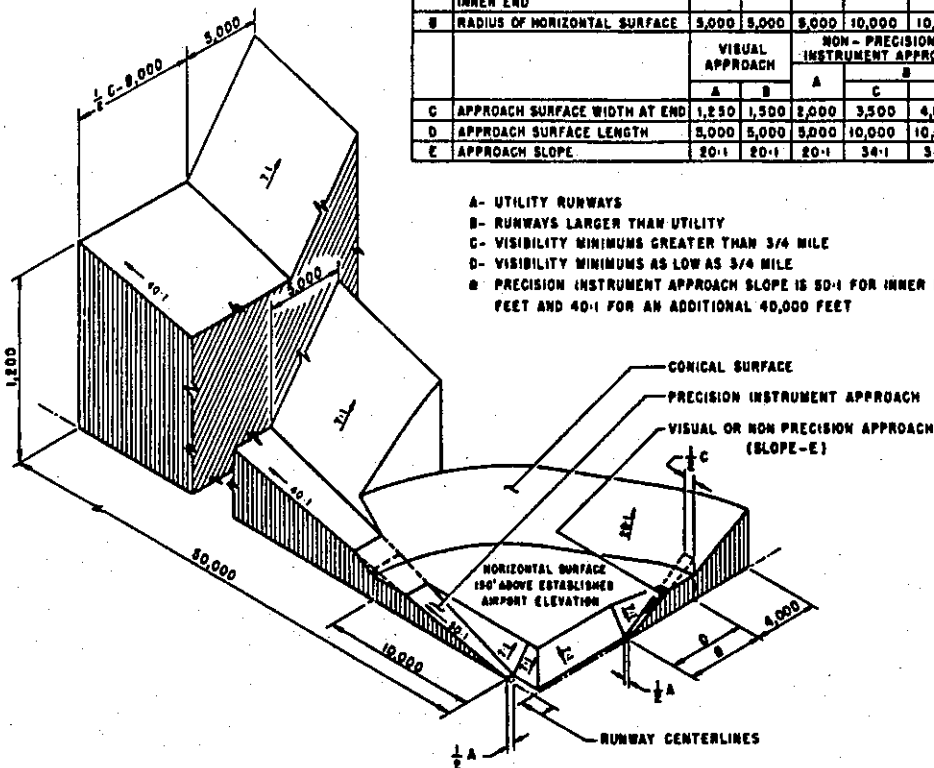 INNER END
B RADIUS OF HORIZONTAL SURFACE 5,000 5,000 5,000 10,000 10,
VISUAL APPROACH
NON-PRECISION INSTRUMENT APPRO
A B A B
C
C APPROACH SURFACE WIDTH AT END 1,250 1,500 2,000 3,500 4,
D APPROACH SURFACE LENGTH 5,000 5,000 5,000 10,000 10,
E APPROACH SLOPE 20:1 20:1 20:1 34:1 3
A- UTILITY RUNWAYS
B- RUNWAYS LARGER THAN UTILITY
C- VISIBILITY MINIMUMS GREATER THAN 3/4 MILE
D- VISIBILITY MINIMUMS AS LOW AS 3/4 MILE
PRECISION INSTRUMENT APPROACH SLOPE IS 50:1 FOR INNER
FEET AND 40:1 FOR AN ADDITIONAL 40,000 FEET
5,000
½ C-8,000
7:1
40:1
5,000
1,200
7:1
40:1
CONICAL SURFACE
PRECISION INSTRUMENT APPROACH
VISUAL OR NON PRECISION APPROACH
(SLOPE-E)
½ C
20:1
HORIZONTAL SURFACE
150' ABOVE ESTABLISHED
AIRPORT ELEVATION
50,000
50:1
7:1
7:1
7:1
7:1
10,000
4,000
D
B
½ A
½ A
RUNWAY CENTERLINES